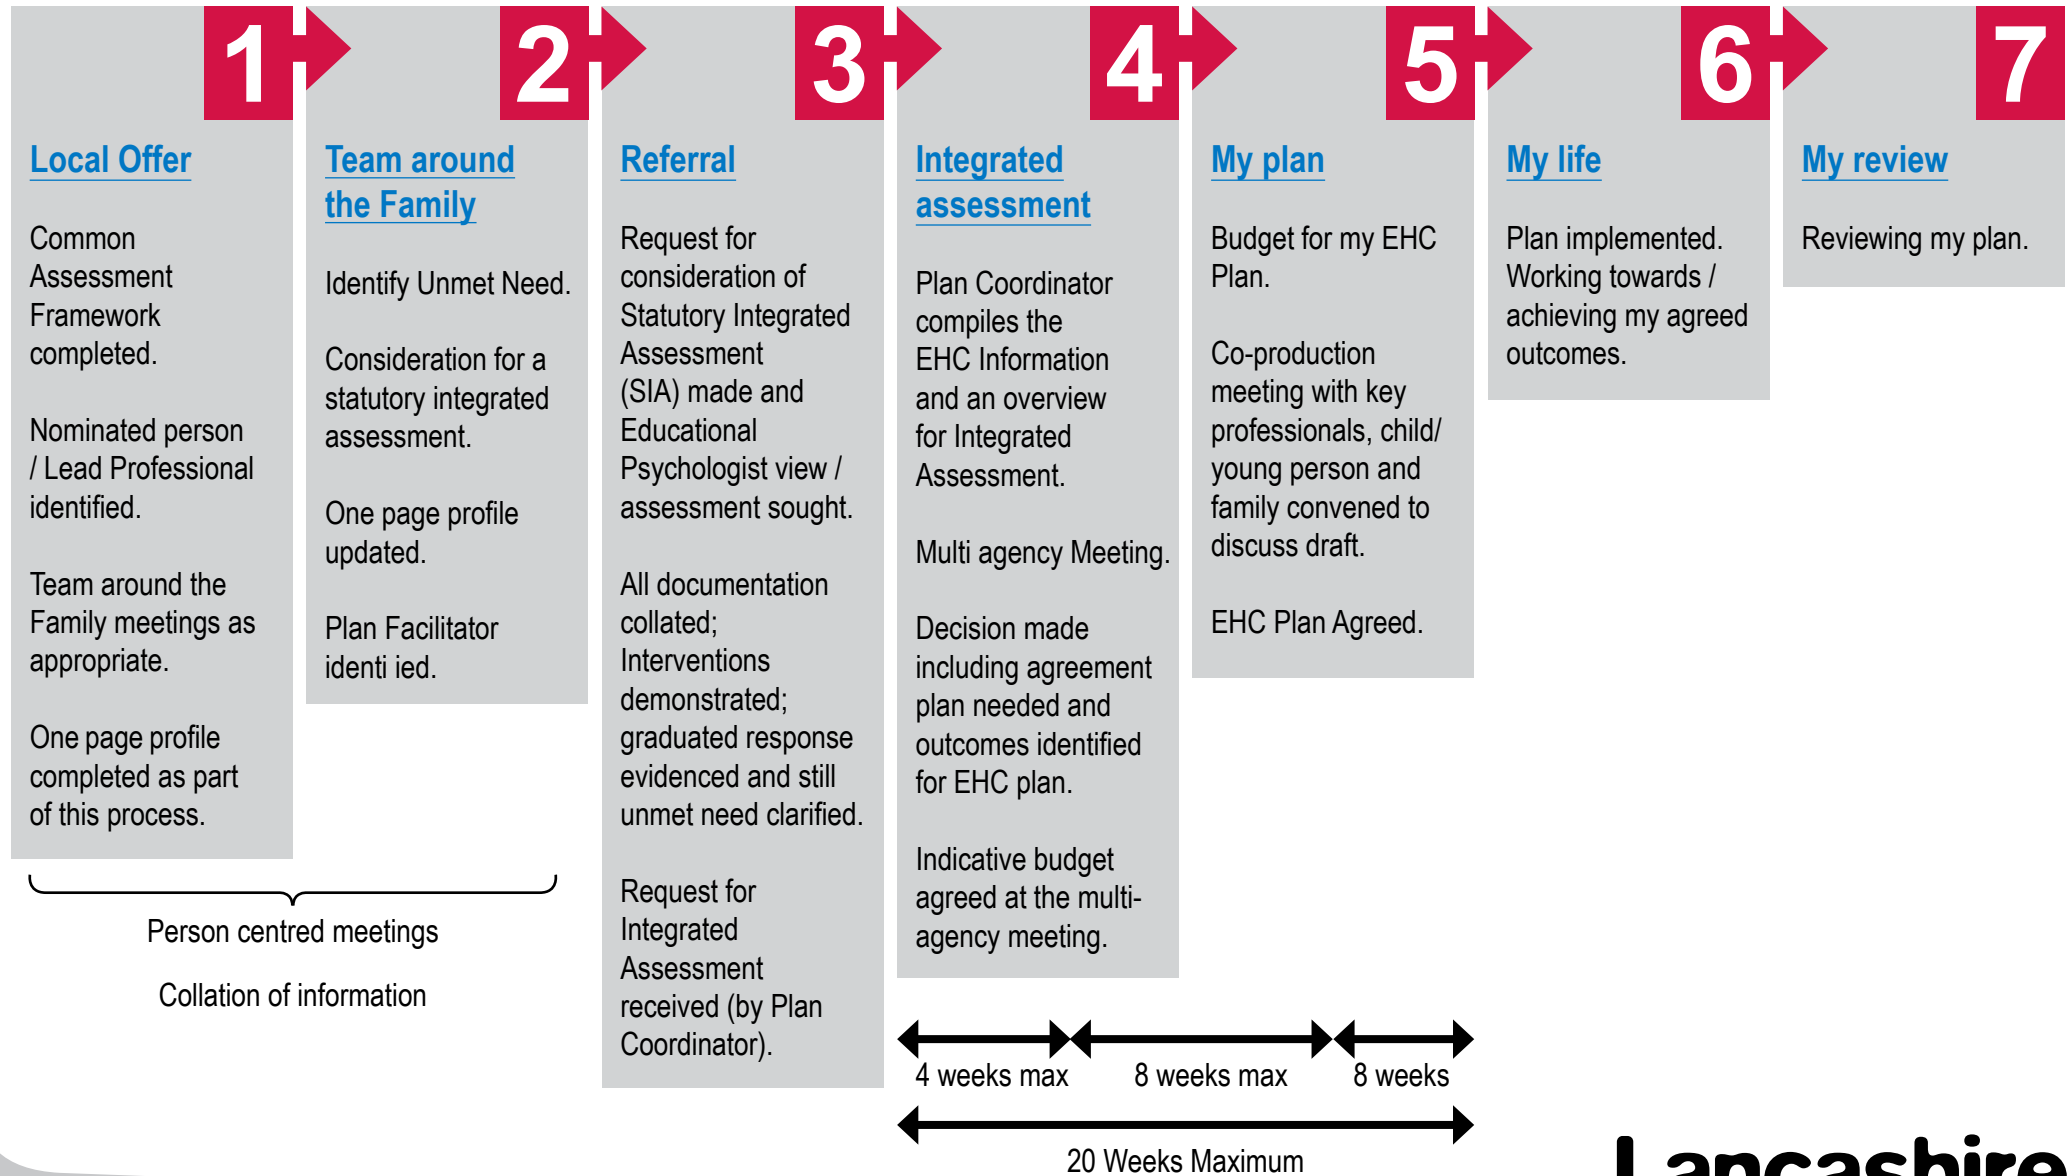 1
Local Offer
Common
Assessment
Framework
completed.
Nominated person
/ Lead Professional
identified.
Team around the
Family meetings as
appropriate.
One page profile
completed as part
of this process.
2
Team around
the Family
Identify Unmet Need.
Consideration for a
statutory integrated
assessment.
One page profile
updated.
Plan Facilitator
identi ied.
Person centred meetings
Collation of information
3
Referral
Request for
consideration of
Statutory Integrated
Assessment
(SIA) made and
Educational
Psychologist view /
assessment sought.
All documentation
collated;
Interventions
demonstrated;
graduated response
evidenced and still
unmet need clarified.
Request for
Integrated
Assessment
received (by Plan
Coordinator).
4
Integrated
assessment
Plan Coordinator
compiles the
EHC Information
and an overview
for Integrated
Assessment.
Multi agency Meeting.
Decision made
including agreement
plan needed and
outcomes identified
for EHC plan.
Indicative budget
agreed at the multi-
agency meeting.
5
My plan
Budget for my EHC
Plan.
Co-production
meeting with key
professionals, child/
young person and
family convened to
discuss draft.
EHC Plan Agreed.
6
My life
Plan implemented.
Working towards /
achieving my agreed
outcomes.
7
My review
Reviewing my plan.
4 weeks max
8 weeks max
8 weeks
20 Weeks Maximum
Lancashire